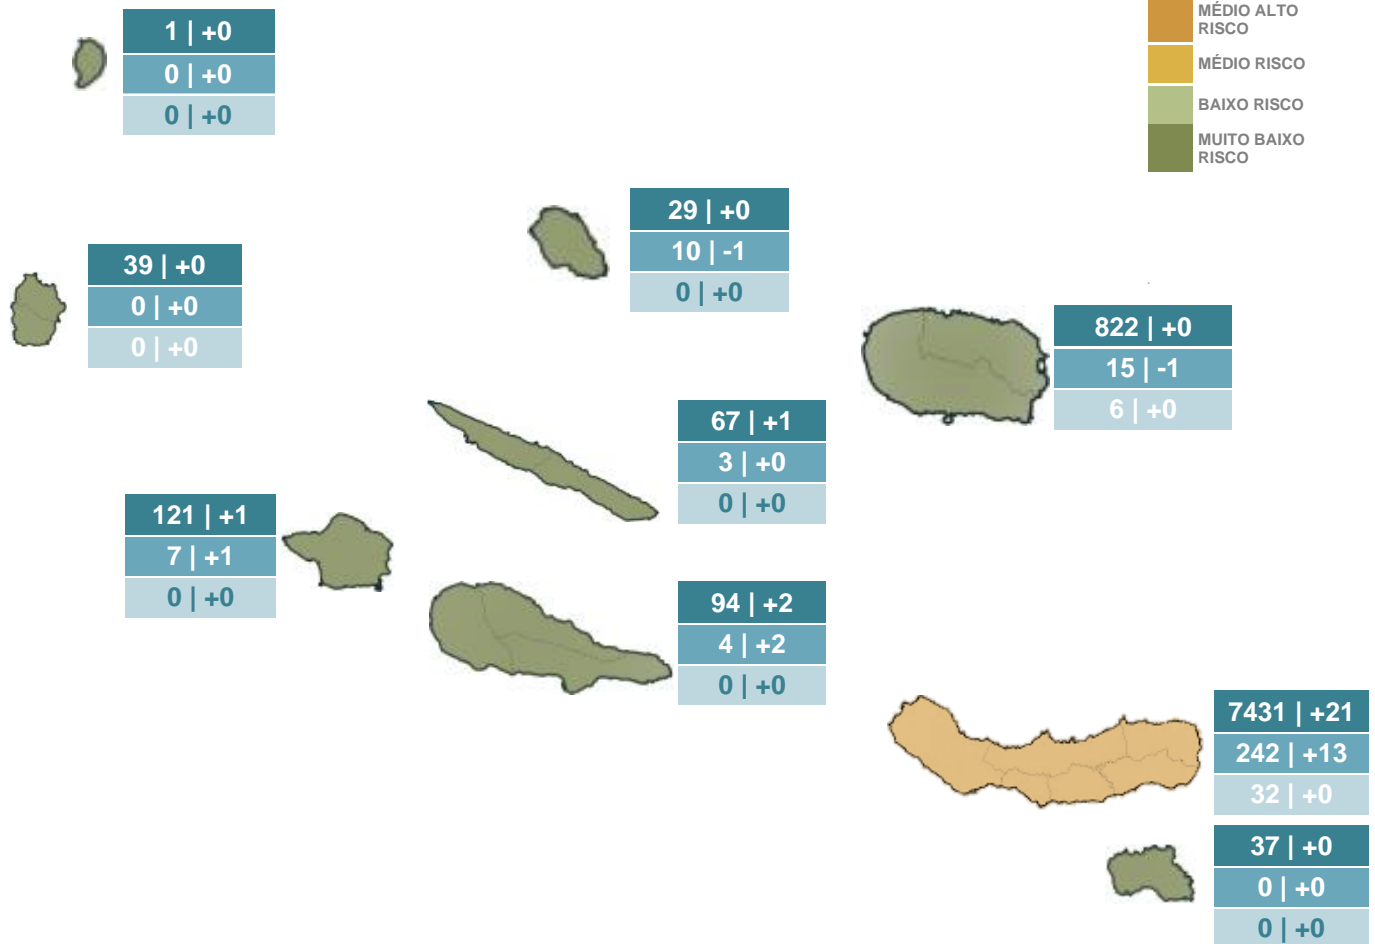 1 | +0
0 | +0
0 | +0
MÉDIO ALTO
RISCO
MÉDIO RISCO
BAIXO RISCO
MUITO BAIXO
RISCO
29 | +0
10 | -1
0 | +0
39 | +0
0 | +0
0 | +0
822 | +0
15 | -1
6 | +0
67 | +1
3 | +0
0 | +0
121 | +1
7 | +1
0 | +0
94 | +2
4 | +2
0 | +0
7431 | +21
242 | +13
32 | +0
37 | +0
0 | +0
0 | +0